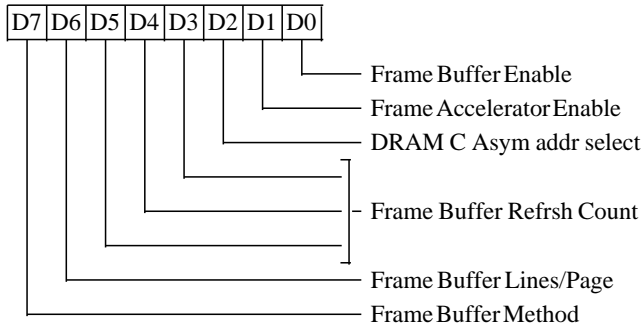 D7 D6 D5 D4 D3 D2 D1 D0
Frame Buffer Enable
Frame Accelerator Enable
DRAM C Asym addr select
Frame Buffer Refrsh Count
Frame Buffer Lines/Page
Frame Buffer Method